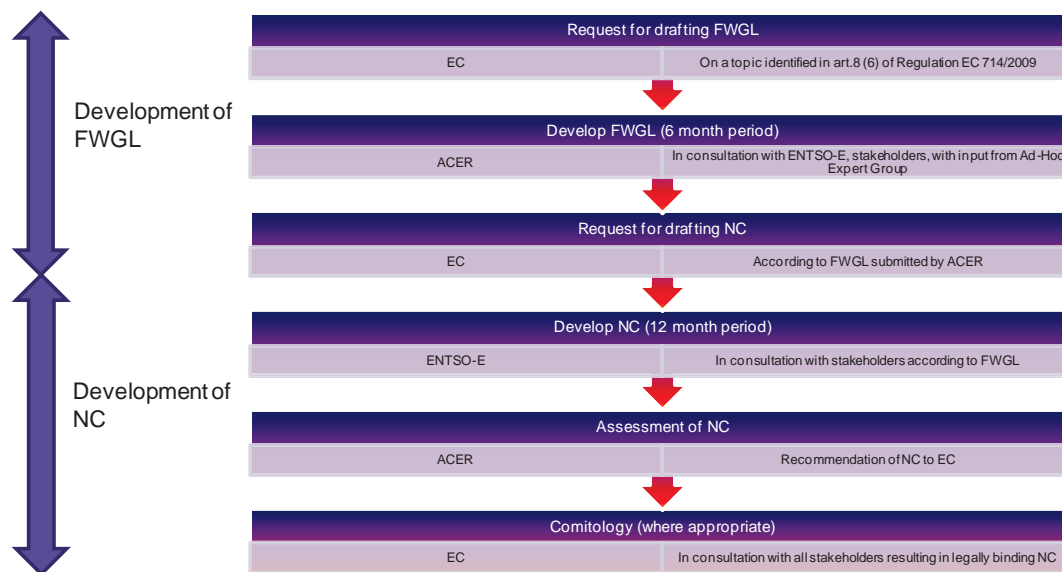 Development of
FWGL
Request for drafting FWGL
EC
On a topic identified in art.8 (6) of Regulation EC 714/2009
Develop FWGL (6 month period)
ACER
In consultation with ENTSO-E, stakeholders, with input from Ad-Hoc
Expert Group
Request for drafting NC
EC
According to FWGL submitted by ACER
Development of
NC
Develop NC (12 month period)
ENTSO-E
In consultation with stakeholders according to FWGL
Assessment of NC
ACER
Recommendation of NC to EC
Comitology (where appropriate)
EC
In consultation with all stakeholders resulting in legally binding NC